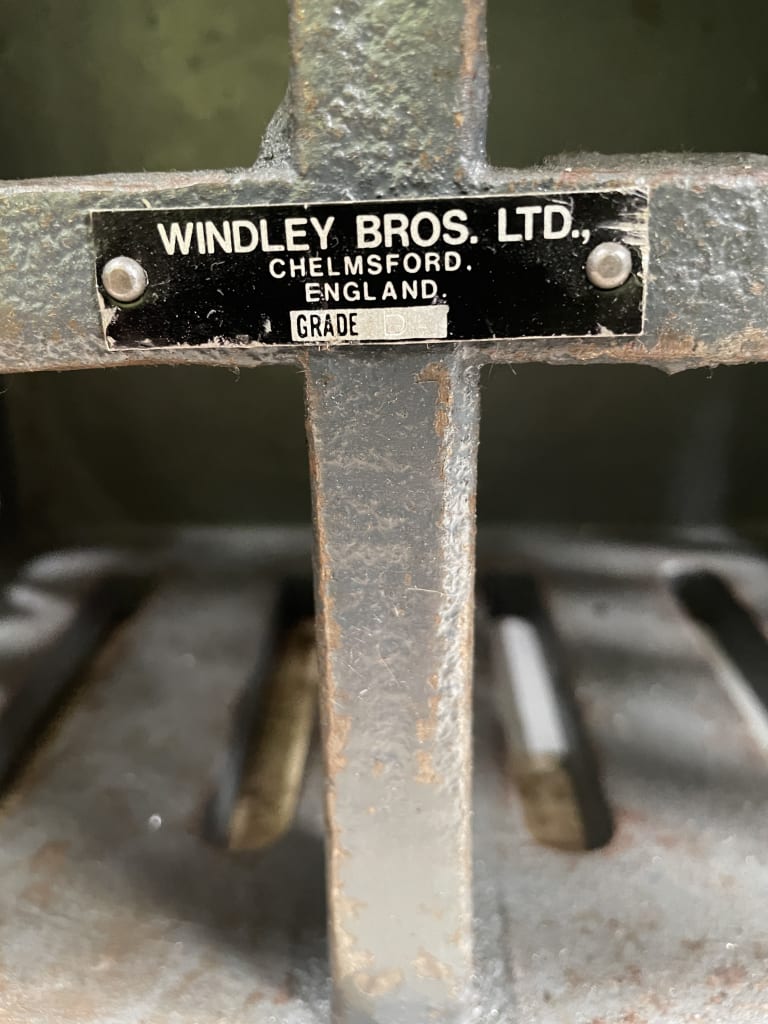 WINDLEY BROS. LTD.,
CHELMSFORD.
ENGLAND.
GRADE